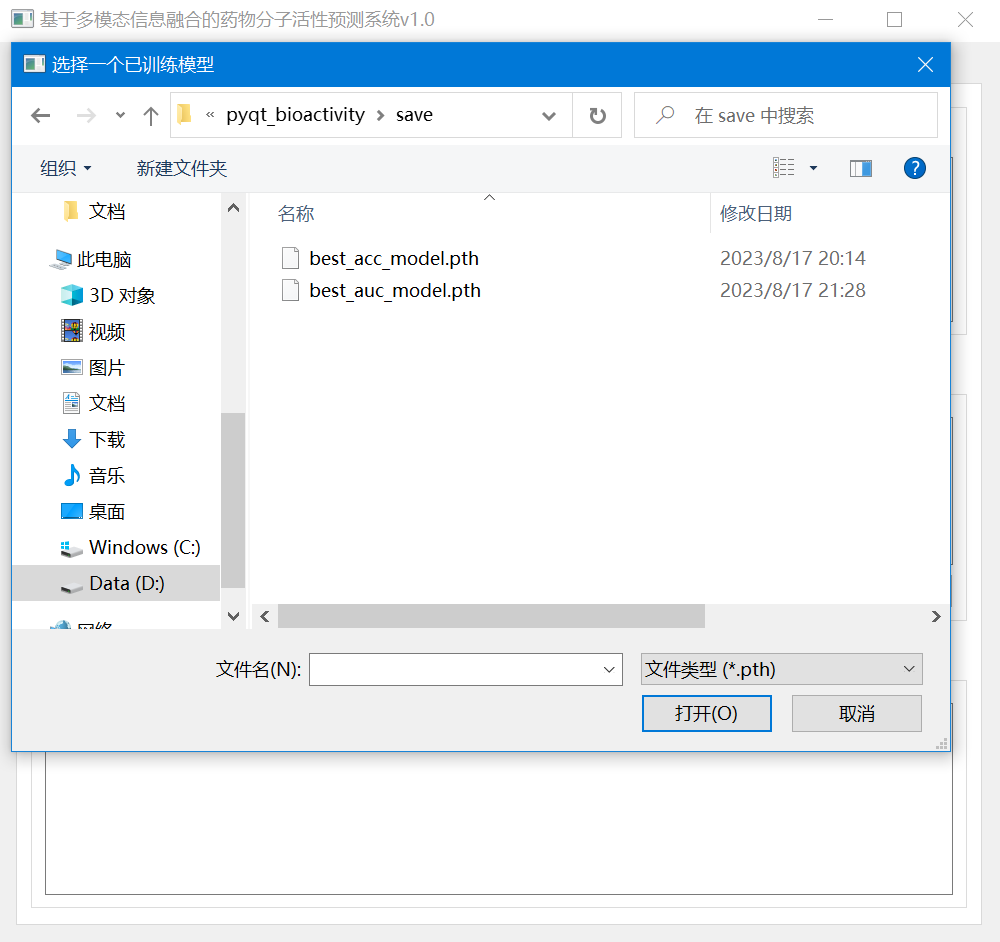 基于多模态信息融合的药物分子活性预测系统v1.0
选择一个已训练模型
« pyqt_bioactivity > save
在 save 中搜索
组织
新建文件夹
文档
此电脑
3D 对象
视频
图片
文档
下载
音乐
桌面
Windows (C:)
Data (D:)
网络
名称 修改日期
best_acc_model.pth 2023/8/17 20:14
best_auc_model.pth 2023/8/17 21:28
文件名(N):
文件类型 (*.pth)
打开(O)
取消